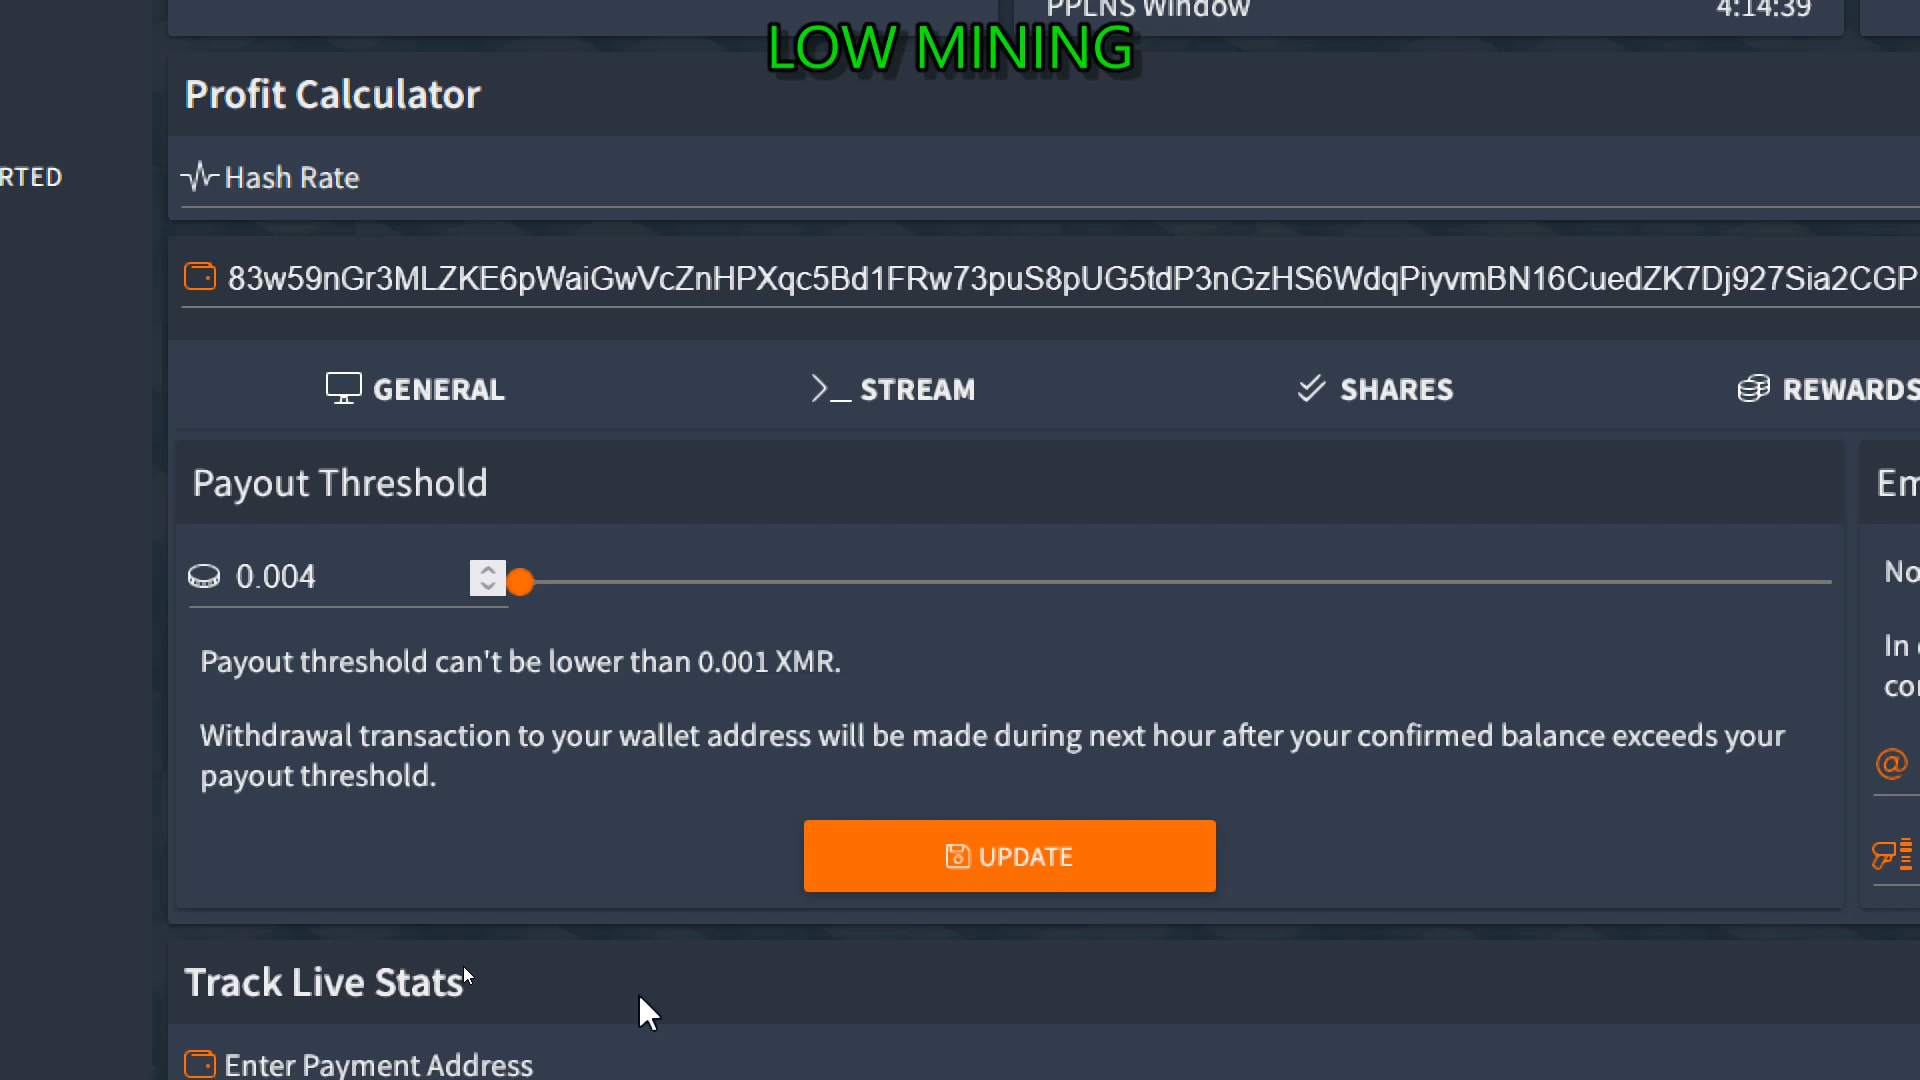 PPLNS Window 4:14:39
LOW MINING
Profit Calculator
RTED
Hash Rate
83w59nGr3MLZKE6pWaiGwVcZnHPXqc5Bd1FRw73puS8pUG5tdP3nGzHS6WdqPiyvmBN16CuedZK7Dj927Sia2CGP
GENERAL STREAM SHARES REWARDS
Payout Threshold
Em
0.004
No
Payout threshold can't be lower than 0.001 XMR.
In
con
Withdrawal transaction to your wallet address will be made during next hour after your confirmed balance exceeds your
payout threshold.
@
UPDATE
Track Live Stats
Enter Payment Address